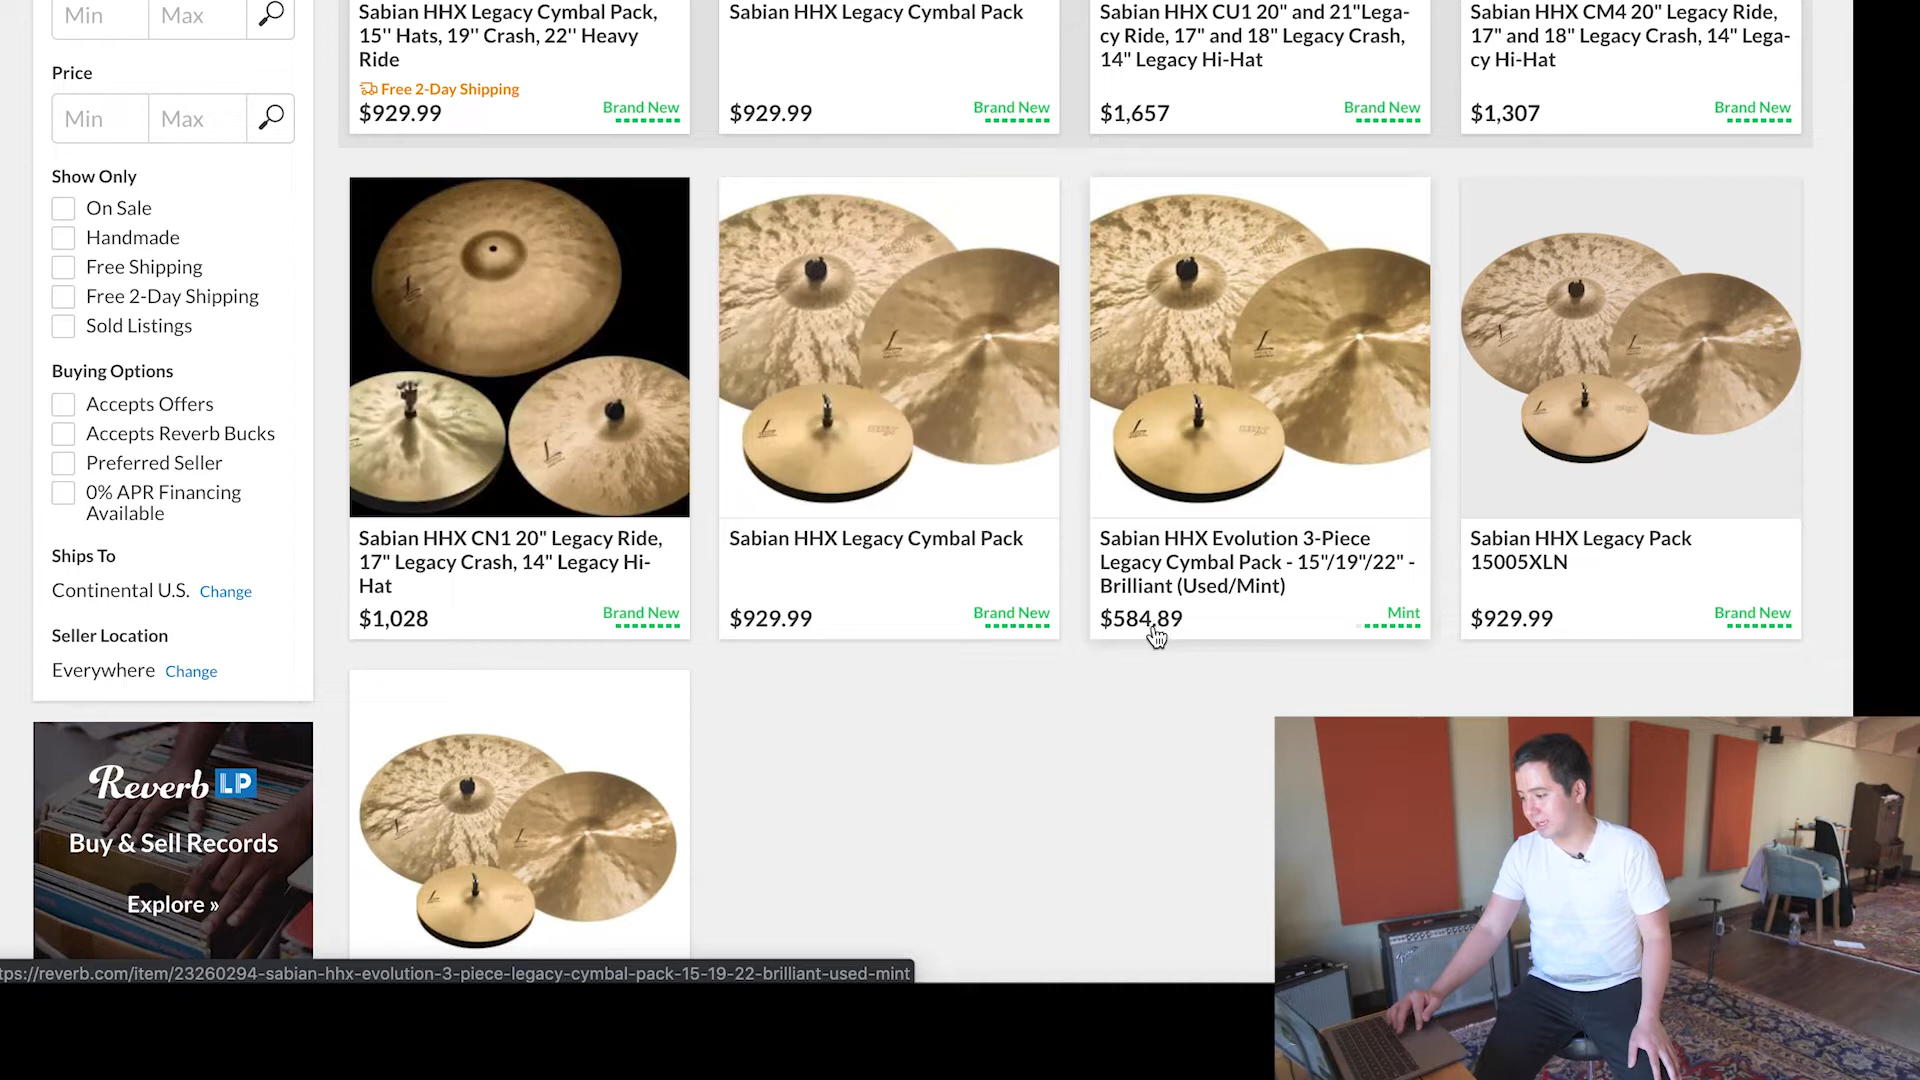 Min Max
Price
Min Max
Show Only
On Sale
Handmade
Free Shipping
Free 2-Day Shipping
Sold Listings
Buying Options
Accepts Offers
Accepts Reverb Bucks
Preferred Seller
0% APR Financing
Available
Ships To
Continental U.S. Change
Seller Location
Everywhere Change
Reverb LP
Buy & Sell Records
Explore »
Sabian HHX Legacy Cymbal Pack,
15'' Hats, 19'' Crash, 22'' Heavy
Ride
Free 2-Day Shipping
$929.99 Brand New
Sabian HHX Legacy Cymbal Pack
$929.99 Brand New
Sabian HHX CU1 20" and 21"Lega-
cy Ride, 17" and 18" Legacy Crash,
14" Legacy Hi-Hat
$1,657 Brand New
Sabian HHX CM4 20" Legacy Ride,
17" and 18" Legacy Crash, 14" Lega-
cy Hi-Hat
$1,307 Brand New
Sabian HHX CN1 20" Legacy Ride,
17" Legacy Crash, 14" Legacy Hi-
Hat
$1,028 Brand New
Sabian HHX Legacy Cymbal Pack
$929.99 Brand New
Sabian HHX Evolution 3-Piece
Legacy Cymbal Pack - 15"/19"/22" -
Brilliant (Used/Mint)
$584.89 Mint
Sabian HHX Legacy Pack
15005XLN
$929.99 Brand New
tps://reverb.com/item/23260294-sabian-hhx-evolution-3-piece-legacy-cymbal-pack-15-19-22-brilliant-used-mint